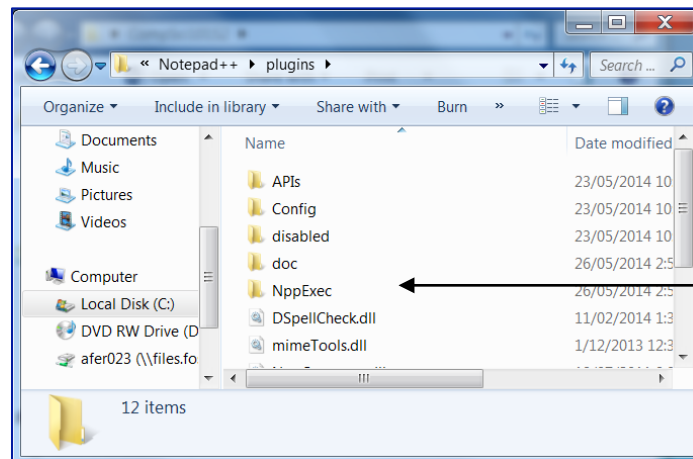 « Notepad++ ▸ plugins ▸
Search ...
Organize Include in library Share with Burn »
Documents
Music
Pictures
Videos
Computer
Local Disk (C:)
DVD RW Drive (D
afer023 (\\files.fo
Name Date modified
APIs 23/05/2014 10
Config 23/05/2014 10
disabled 23/05/2014 10
doc 26/05/2014 2:5
NppExec 26/05/2014 2:5
DSpellCheck.dll 11/02/2014 1:3
mimeTools.dll 1/12/2013 12:3
12 items